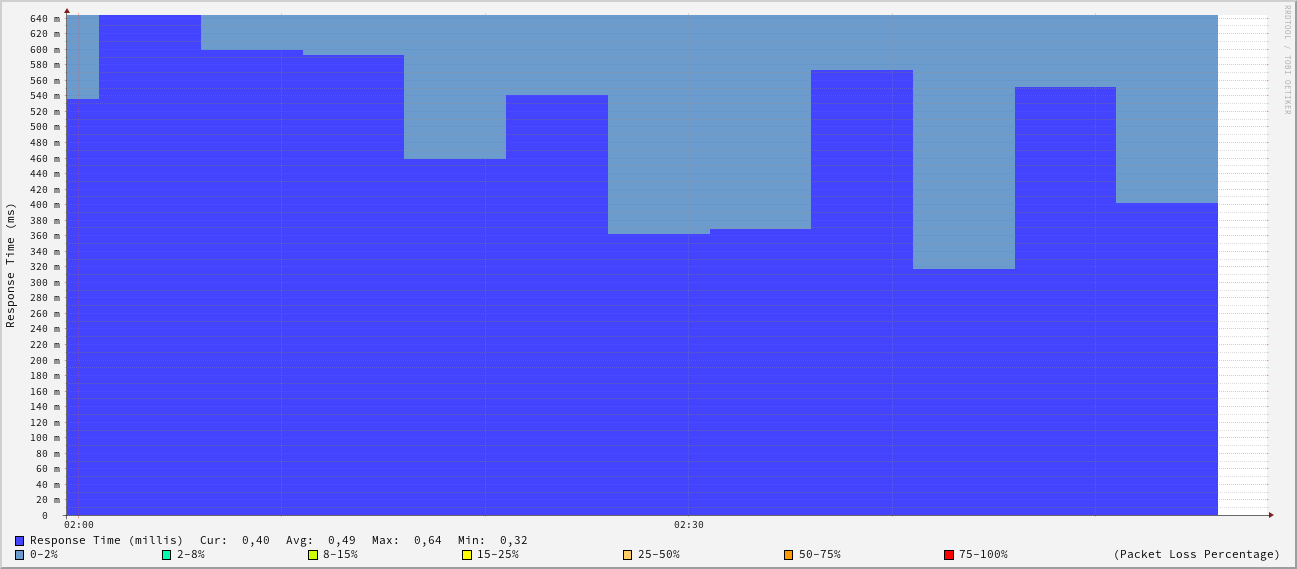 RRDTOOL / TOBI OETIKER
Response Time (ms)
640 m
620 m
600 m
580 m
560 m
540 m
520 m
500 m
480 m
460 m
440 m
420 m
400 m
380 m
360 m
340 m
320 m
300 m
280 m
260 m
240 m
220 m
200 m
180 m
160 m
140 m
120 m
100 m
80 m
60 m
40 m
20 m
0
02:00 02:30
Response Time (millis) Cur: 0,40 Avg: 0,49 Max: 0,64 Min: 0,32
0-2% 2-8% 8-15% 15-25% 25-50% 50-75% 75-100% (Packet Loss Percentage)